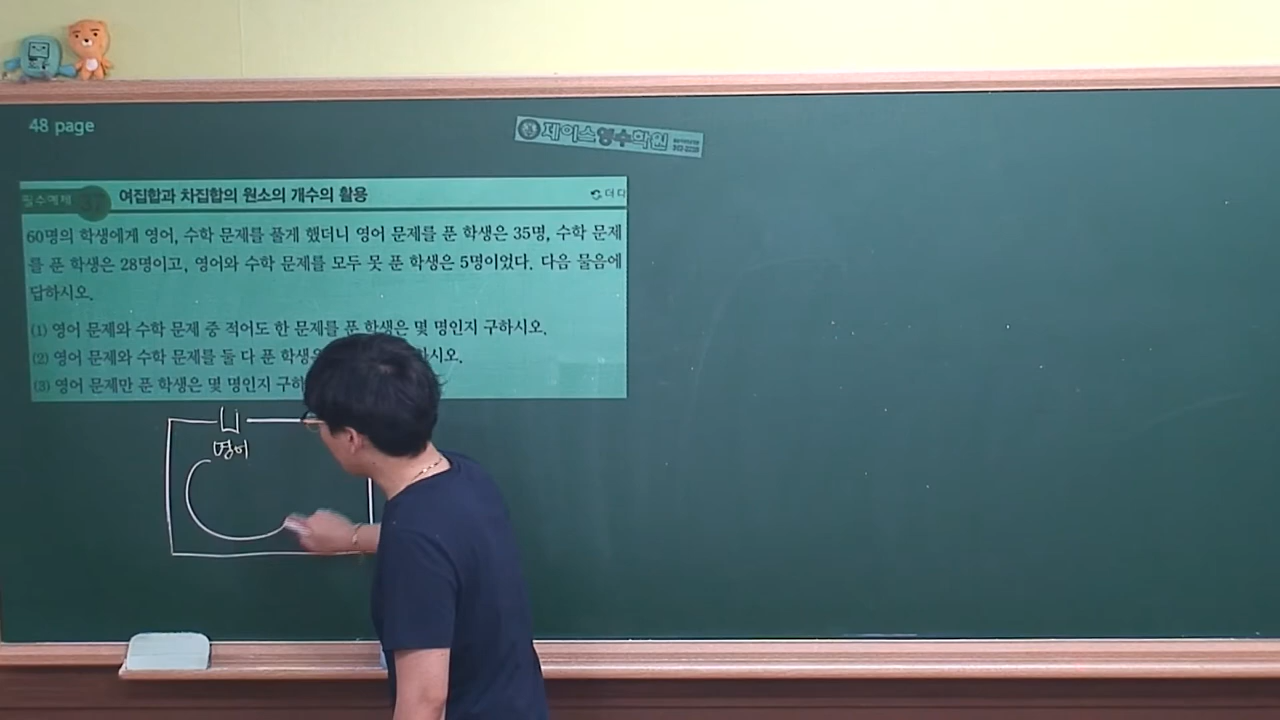 48 page
제이스영수학원
필수예제 37 여집합과 차집합의 원소의 개수의 활용 더 다
60명의 학생에게 영어, 수학 문제를 풀게 했더니 영어 문제를 푼 학생은 35명, 수학 문제
를 푼 학생은 28명이고, 영어와 수학 문제를 모두 못 푼 학생은 5명이었다. 다음 물음에
답하시오.
(1) 영어 문제와 수학 문제 중 적어도 한 문제를 푼 학생은 몇 명인지 구하시오.
(2) 영어 문제와 수학 문제를 둘 다 푼 학생은 하시오.
(3) 영어 문제만 푼 학생은 몇 명인지 구하
U
영어